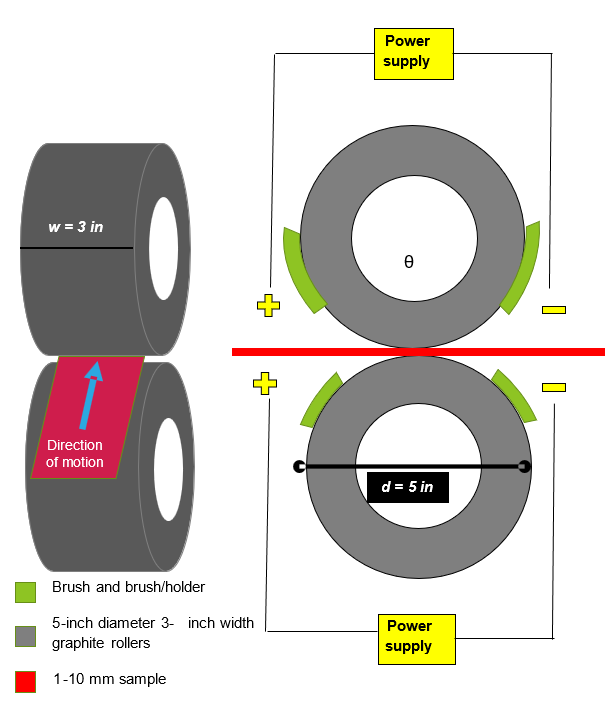 Power
supply
w = 3 in
θ
Direction
of motion
d = 5 in
Brush and brush/holder
5-inch diameter 3- inch width
graphite rollers
1-10 mm sample
Power
supply